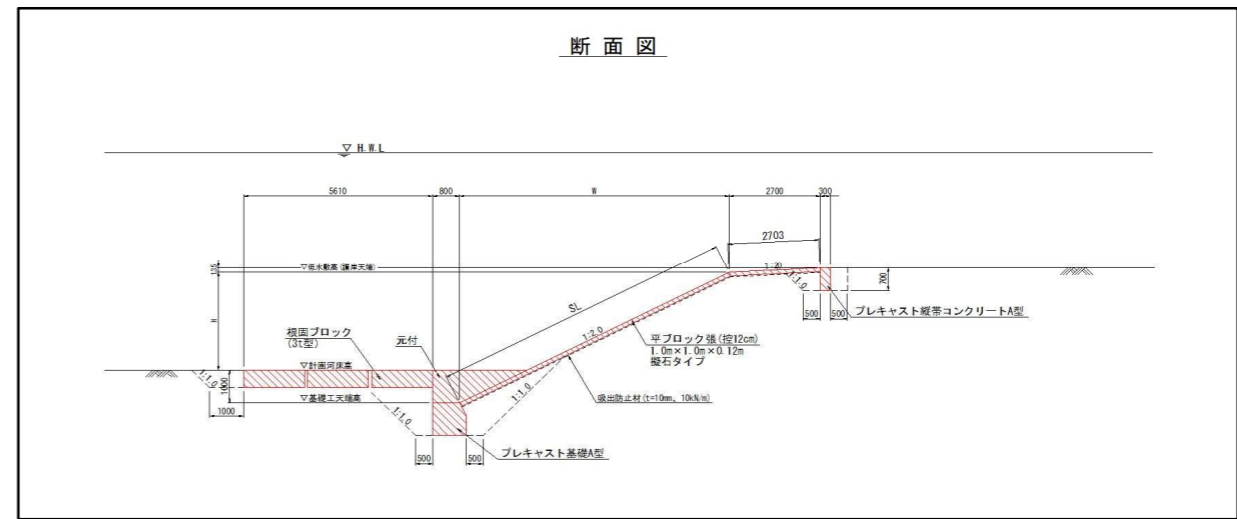 断面図
▽ H.W.L
5610
800
W
2700
300
2703
135
▽低水敷高(護岸天端)
1:20
1:1.0
700
SL
500
500
プレキャスト縦帯コンクリートA型
H
根固ブロック
(3t型)
元付
1:2.0
平ブロック張(控12cm)
1.0m×1.0m×0.12m
擬石タイプ
▽計画河床高
1:1.0
1000
▽基礎工天端高
1000
1:1.0
1:1.0
吸出防止材(t=10mm、10kN/m)
500
500
プレキャスト基礎A型